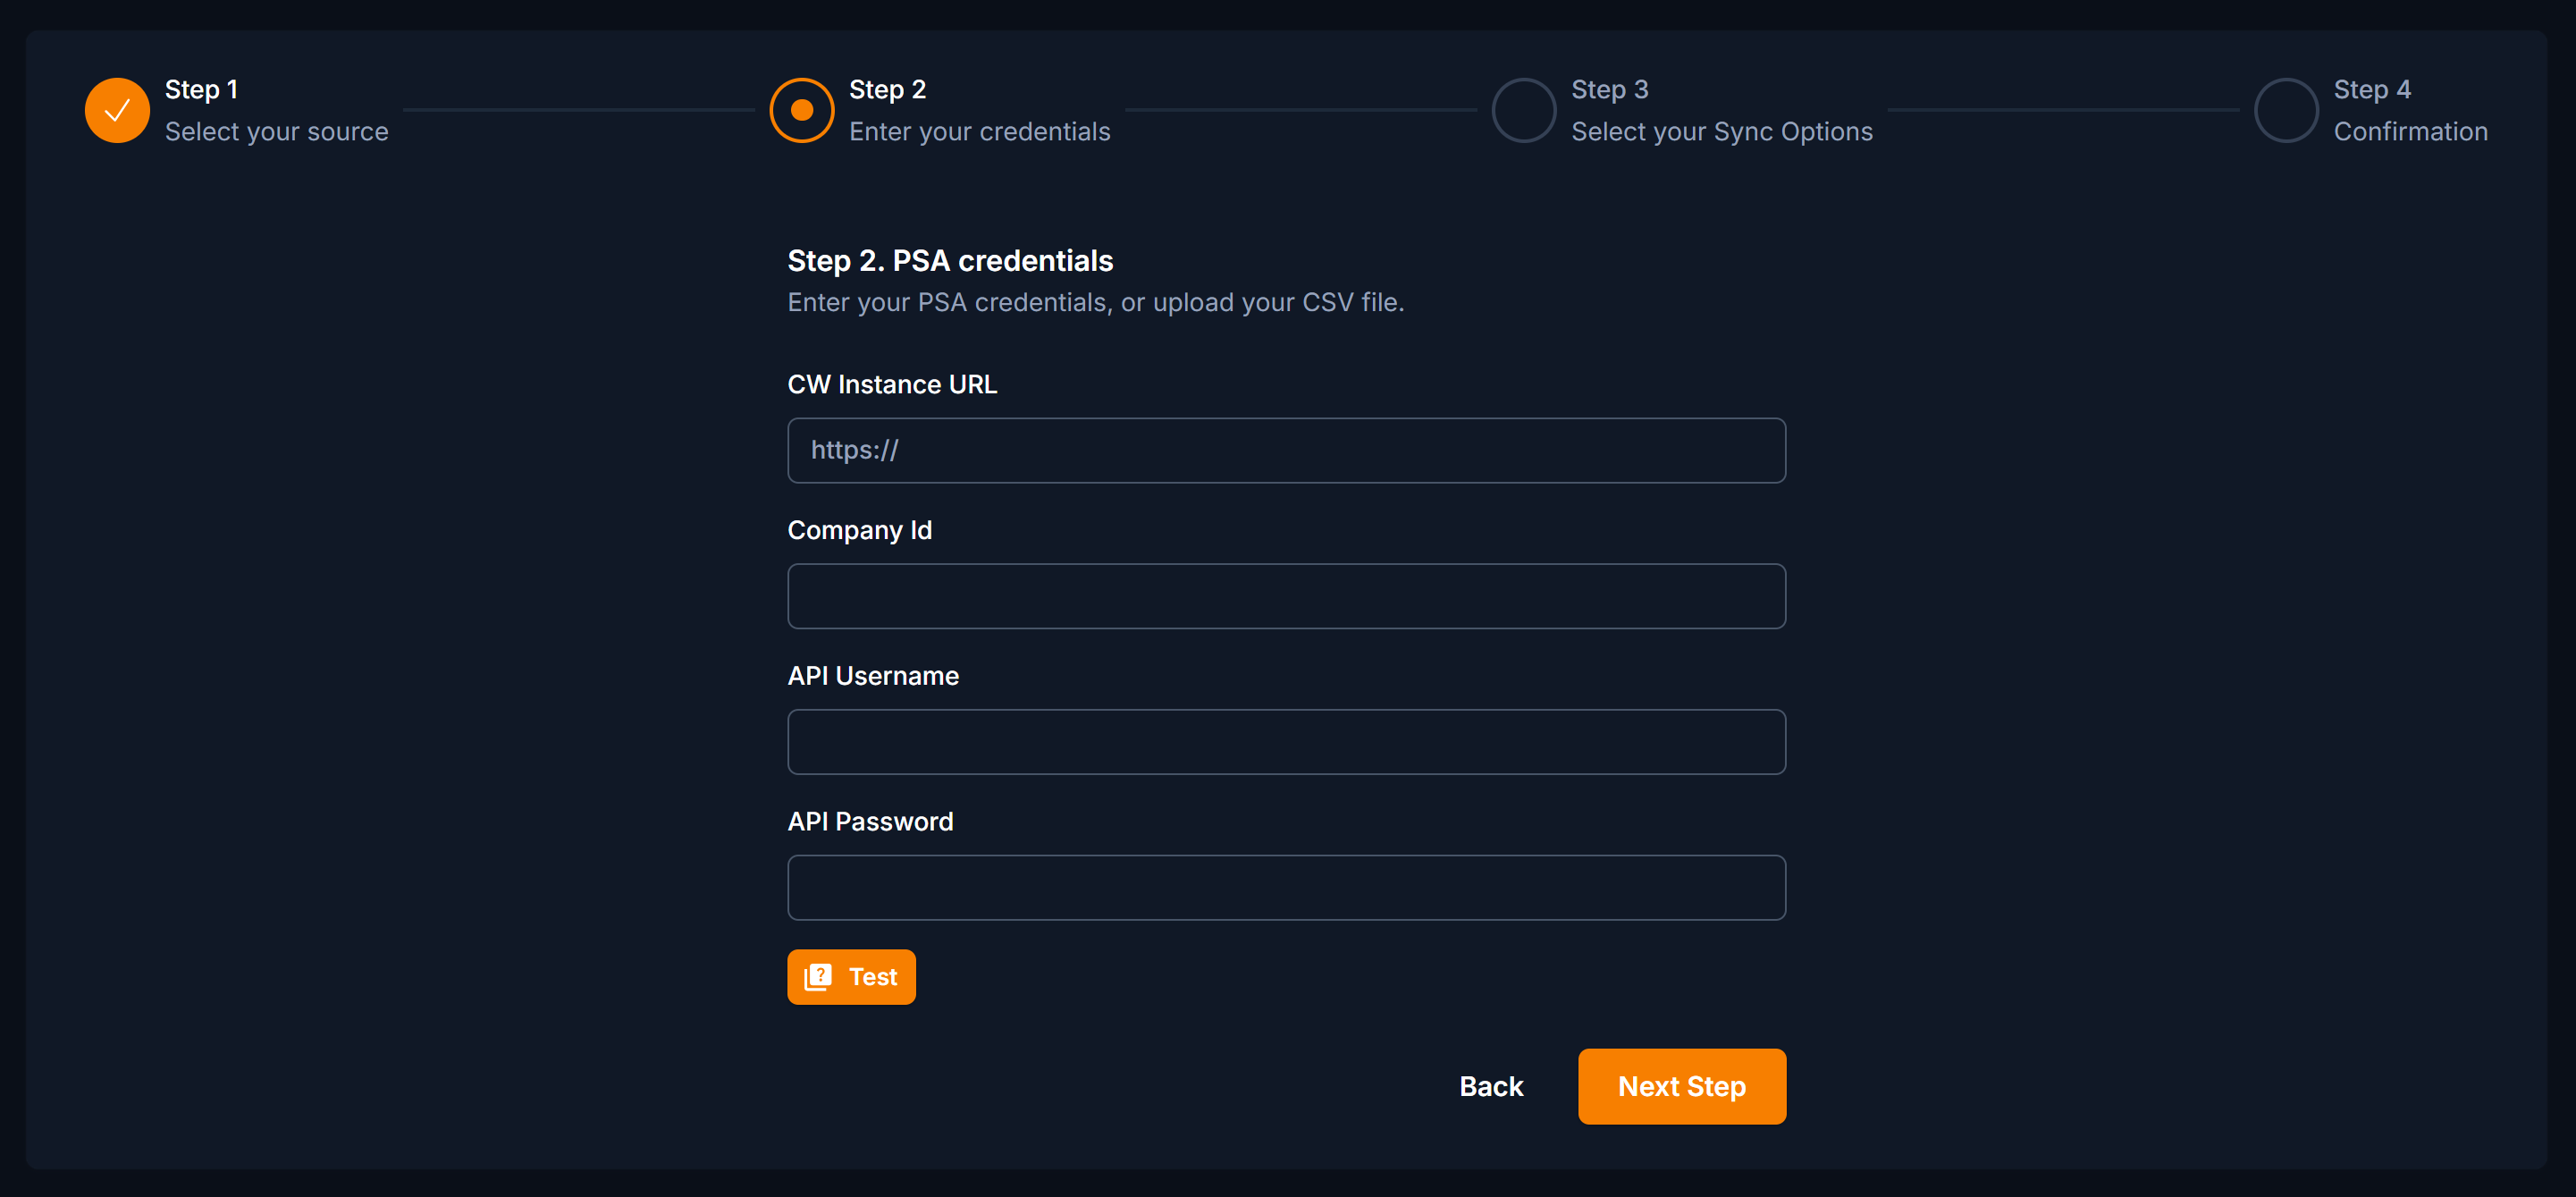 Step 1
Select your source
Step 2
Enter your credentials
Step 3
Select your Sync Options
Step 4
Confirmation
Step 2. PSA credentials
Enter your PSA credentials, or upload your CSV file.
CW Instance URL
https://
Company Id
API Username
API Password
? Test
Back
Next Step